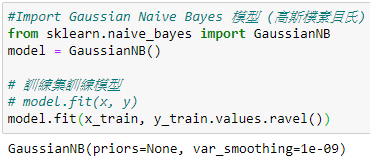 #Import Gaussian Naive Bayes 模型 (高斯樸素貝氏)
from sklearn.naive_bayes import GaussianNB
model = GaussianNB()
# 訓練集訓練模型
# model.fit(x, y)
model.fit(x_train, y_train.values.ravel())
GaussianNB(priors=None, var_smoothing=1e-09)